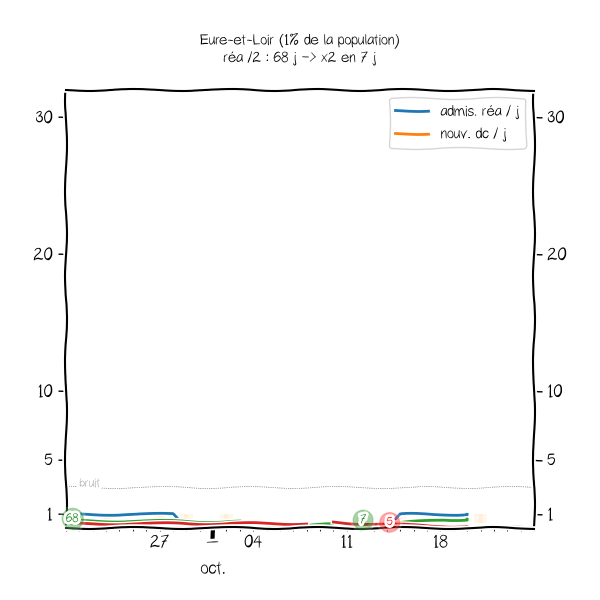 Eure-et-Loir (1% de la population)
réa /2 : 68 j -> x2 en 7 j
admis. réa / j
nouv. dc / j
30
30
20
20
10
10
5
5
bruit
1
68
7
5
1
27
04
11
18
oct.